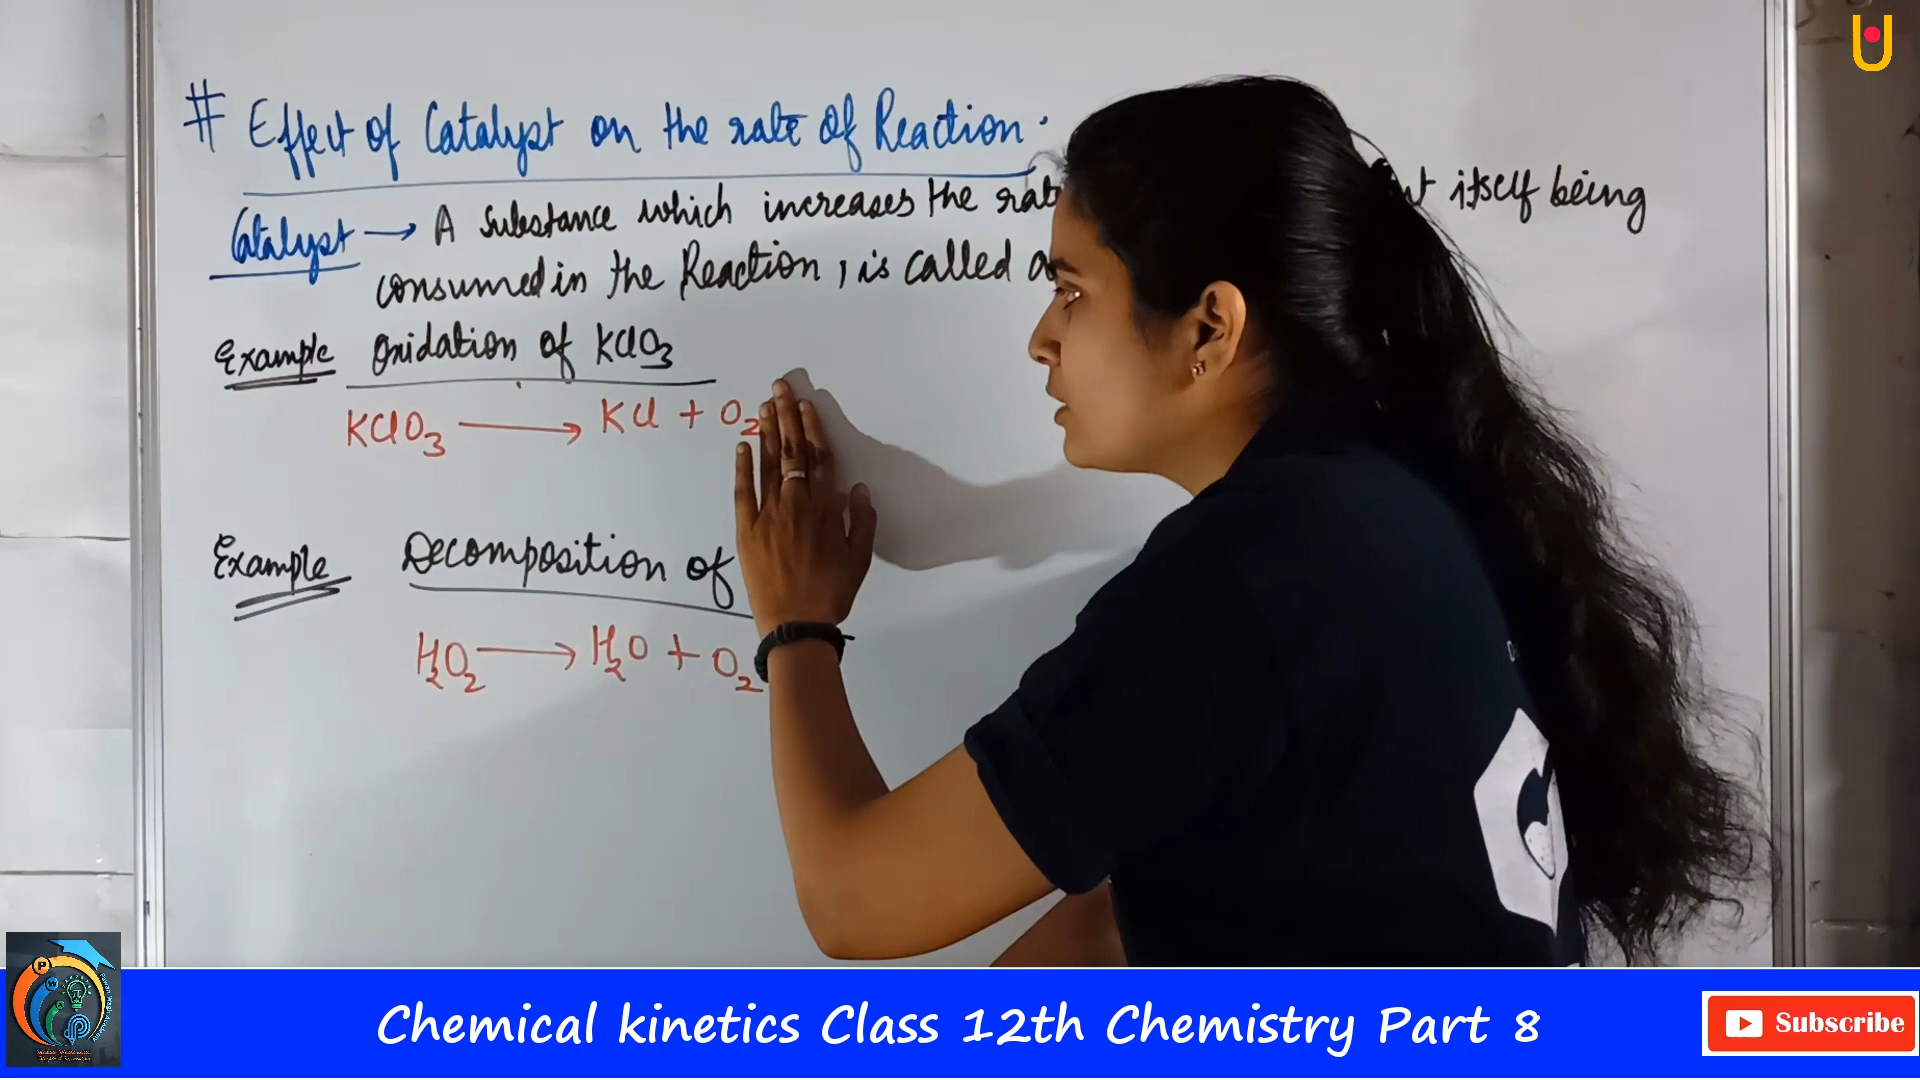 # Effect of Catalyst on the rate of Reaction.
Catalyst → A substance which increases the rate itself being
consumed in the Reaction, is called a
Example Oxidation of KClO3
KClO3 → KCl + O2
Example Decomposition of
H2O2 → H2O + O2
Chemical kinetics Class 12th Chemistry Part 8
Subscribe